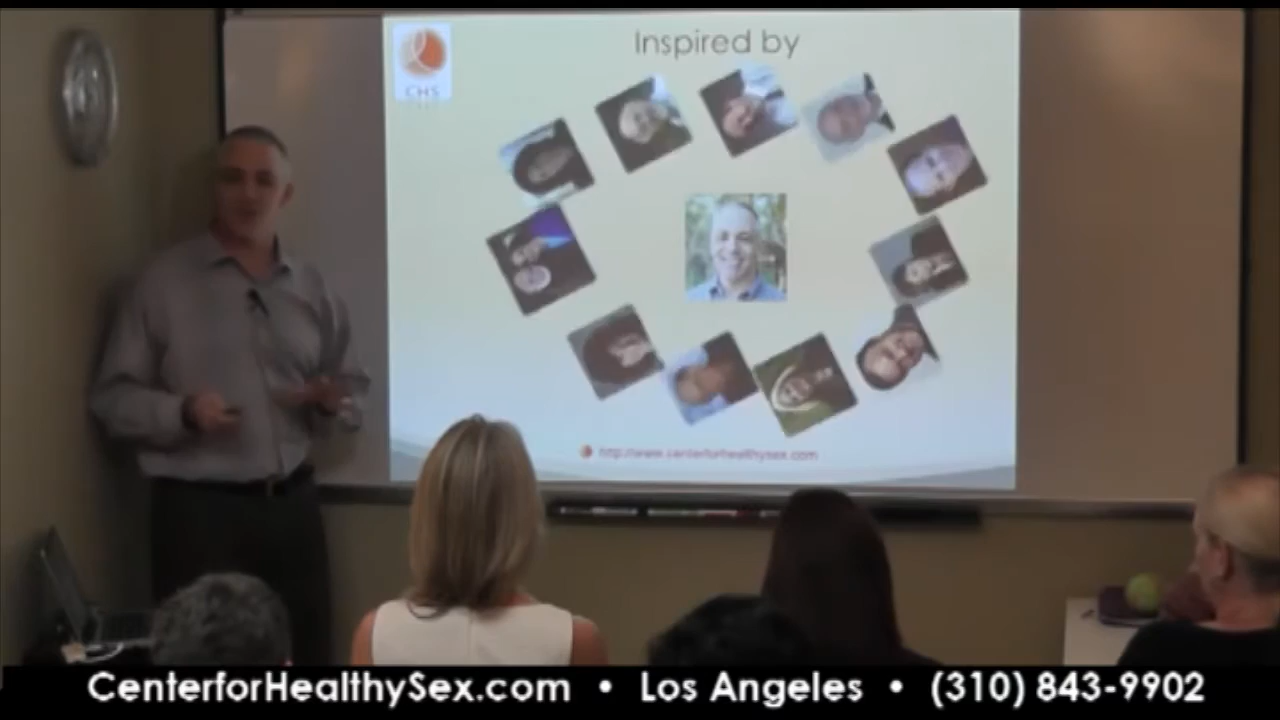 Inspired by
CHS
http://www.centerforhealthysex.com
CenterforHealthySex.com • Los Angeles • (310) 843-9902